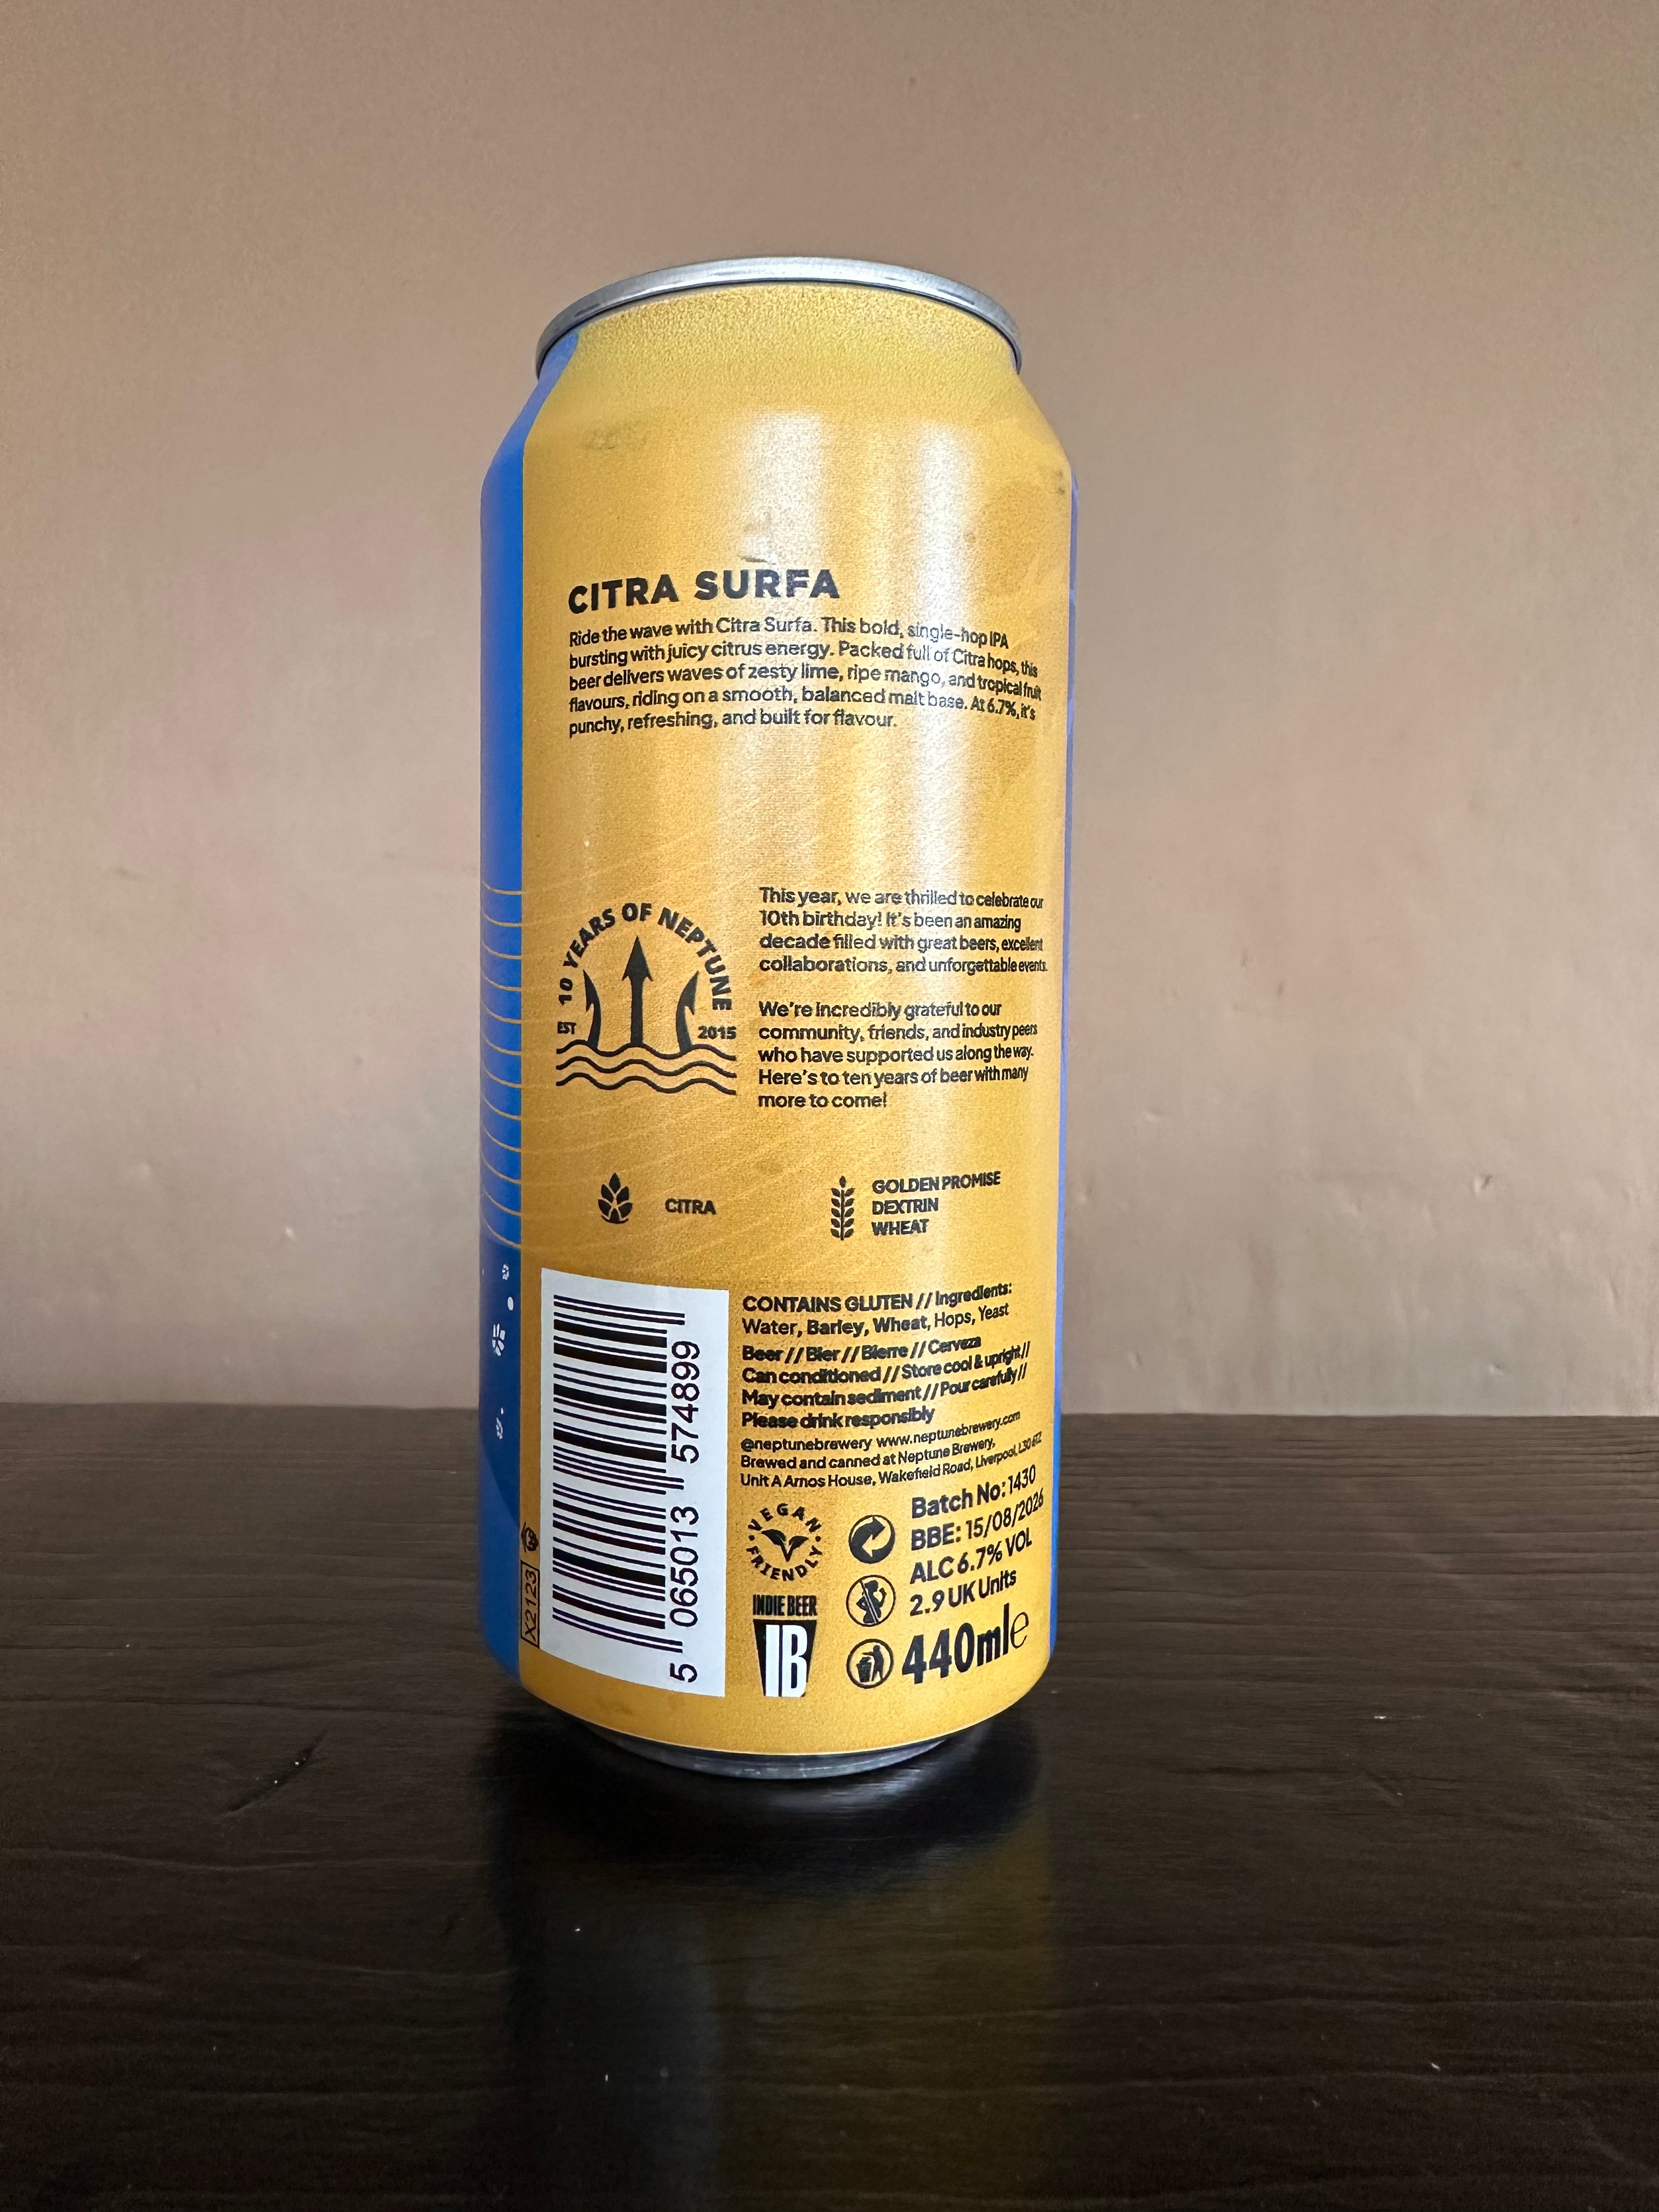 CITRA SURFA
Ride the wave with Citra Surfa. This bold, single-hop IPA
bursting with juicy citrus energy. Packed full of Citra hops, this
beer delivers waves of zesty lime, ripe mango, and tropical fruit
flavours, riding on a smooth, balanced malt base. At 6.7%, it's
punchy, refreshing, and built for flavour.
10 YEARS OF NEPTUNE
EST 2015
This year, we are thrilled to celebrate our
10th birthday! It's been an amazing
decade filled with great beers, excellent
collaborations, and unforgettable events.
We're incredibly grateful to our
community, friends, and industry peers
who have supported us along the way.
Here's to ten years of beer with many
more to come!
CITRA
GOLDEN PROMISE
DEXTRIN
WHEAT
CONTAINS GLUTEN // Ingredients:
Water, Barley, Wheat, Hops, Yeast
Beer // Bier // Bierre // Cerveza
Can conditioned // Store cool & upright //
May contain sediment // Pour carefully //
Please drink responsibly
@neptunebrewery www.neptunebrewery.com
Brewed and canned at Neptune Brewery,
Unit A Arnos House, Wakefield Road, Liverpool, L30 6TZ
Batch No: 1430
BBE: 15/08/2026
ALC 6.7% VOL
2.9 UK Units
440ml e
VEGAN FRIENDLY
INDIE BEER
IB
5 065013 574899
X2123